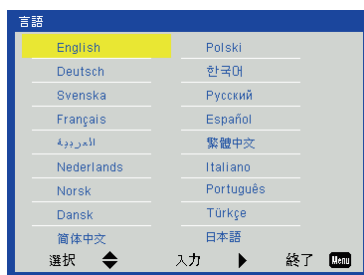 言語
English Polski
Deutsch 한국어
Svenska Русский
Français Español
العربية 繁體中文
Nederlands Italiano
Norsk Português
Dansk Türkçe
简体中文 日本語
選択 入力 終了 Menu